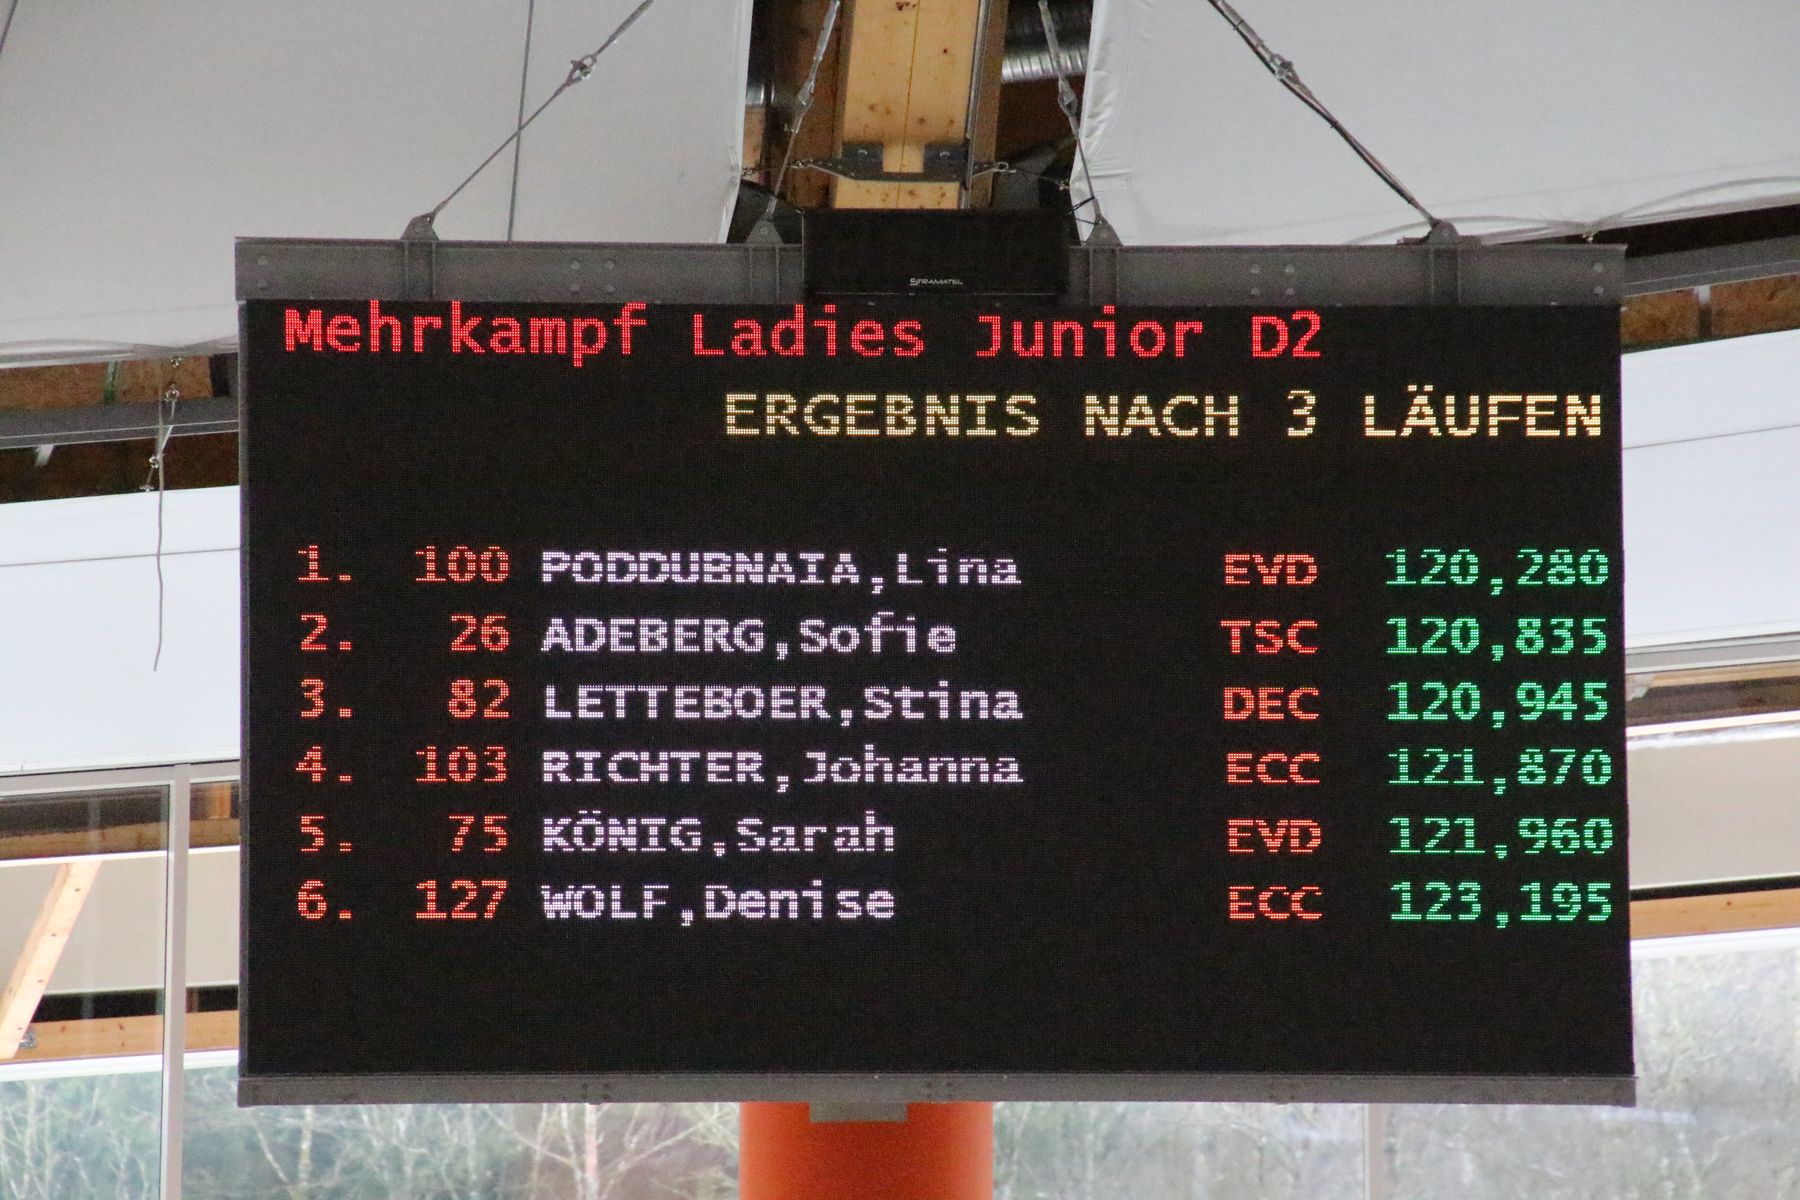 STRAMATEL
Mehrkampf Ladies Junior D2
ERGEBNIS NACH 3 LÄUFEN
1. 100 PODDUBNAIA,Lina EVD 120,280
2. 26 ADEBERG,Sofie TSC 120,835
3. 82 LETTEBOER,Stina DEC 120,945
4. 103 RICHTER,Johanna ECC 121,870
5. 75 KÖNIG,Sarah EVD 121,960
6. 127 WOLF,Denise ECC 123,195